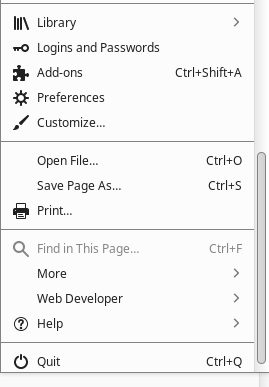 Library
Logins and Passwords
Add-ons Ctrl+Shift+A
Preferences
Customize...
Open File... Ctrl+O
Save Page As... Ctrl+S
Print...
Find in This Page... Ctrl+F
More
Web Developer
Help
Quit Ctrl+Q